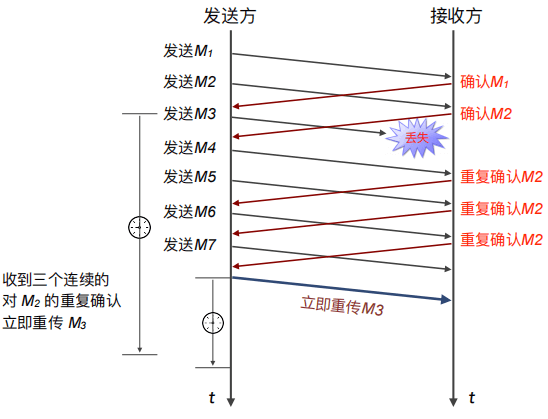 发送方
接收方
发送M1
发送M2
确认M1
发送M3
确认M2
丢失
发送M4
发送M5
重复确认M2
发送M6
重复确认M2
发送M7
重复确认M2
收到三个连续的
对 M2 的重复确认
立即重传 M3
立即重传M3
t
t